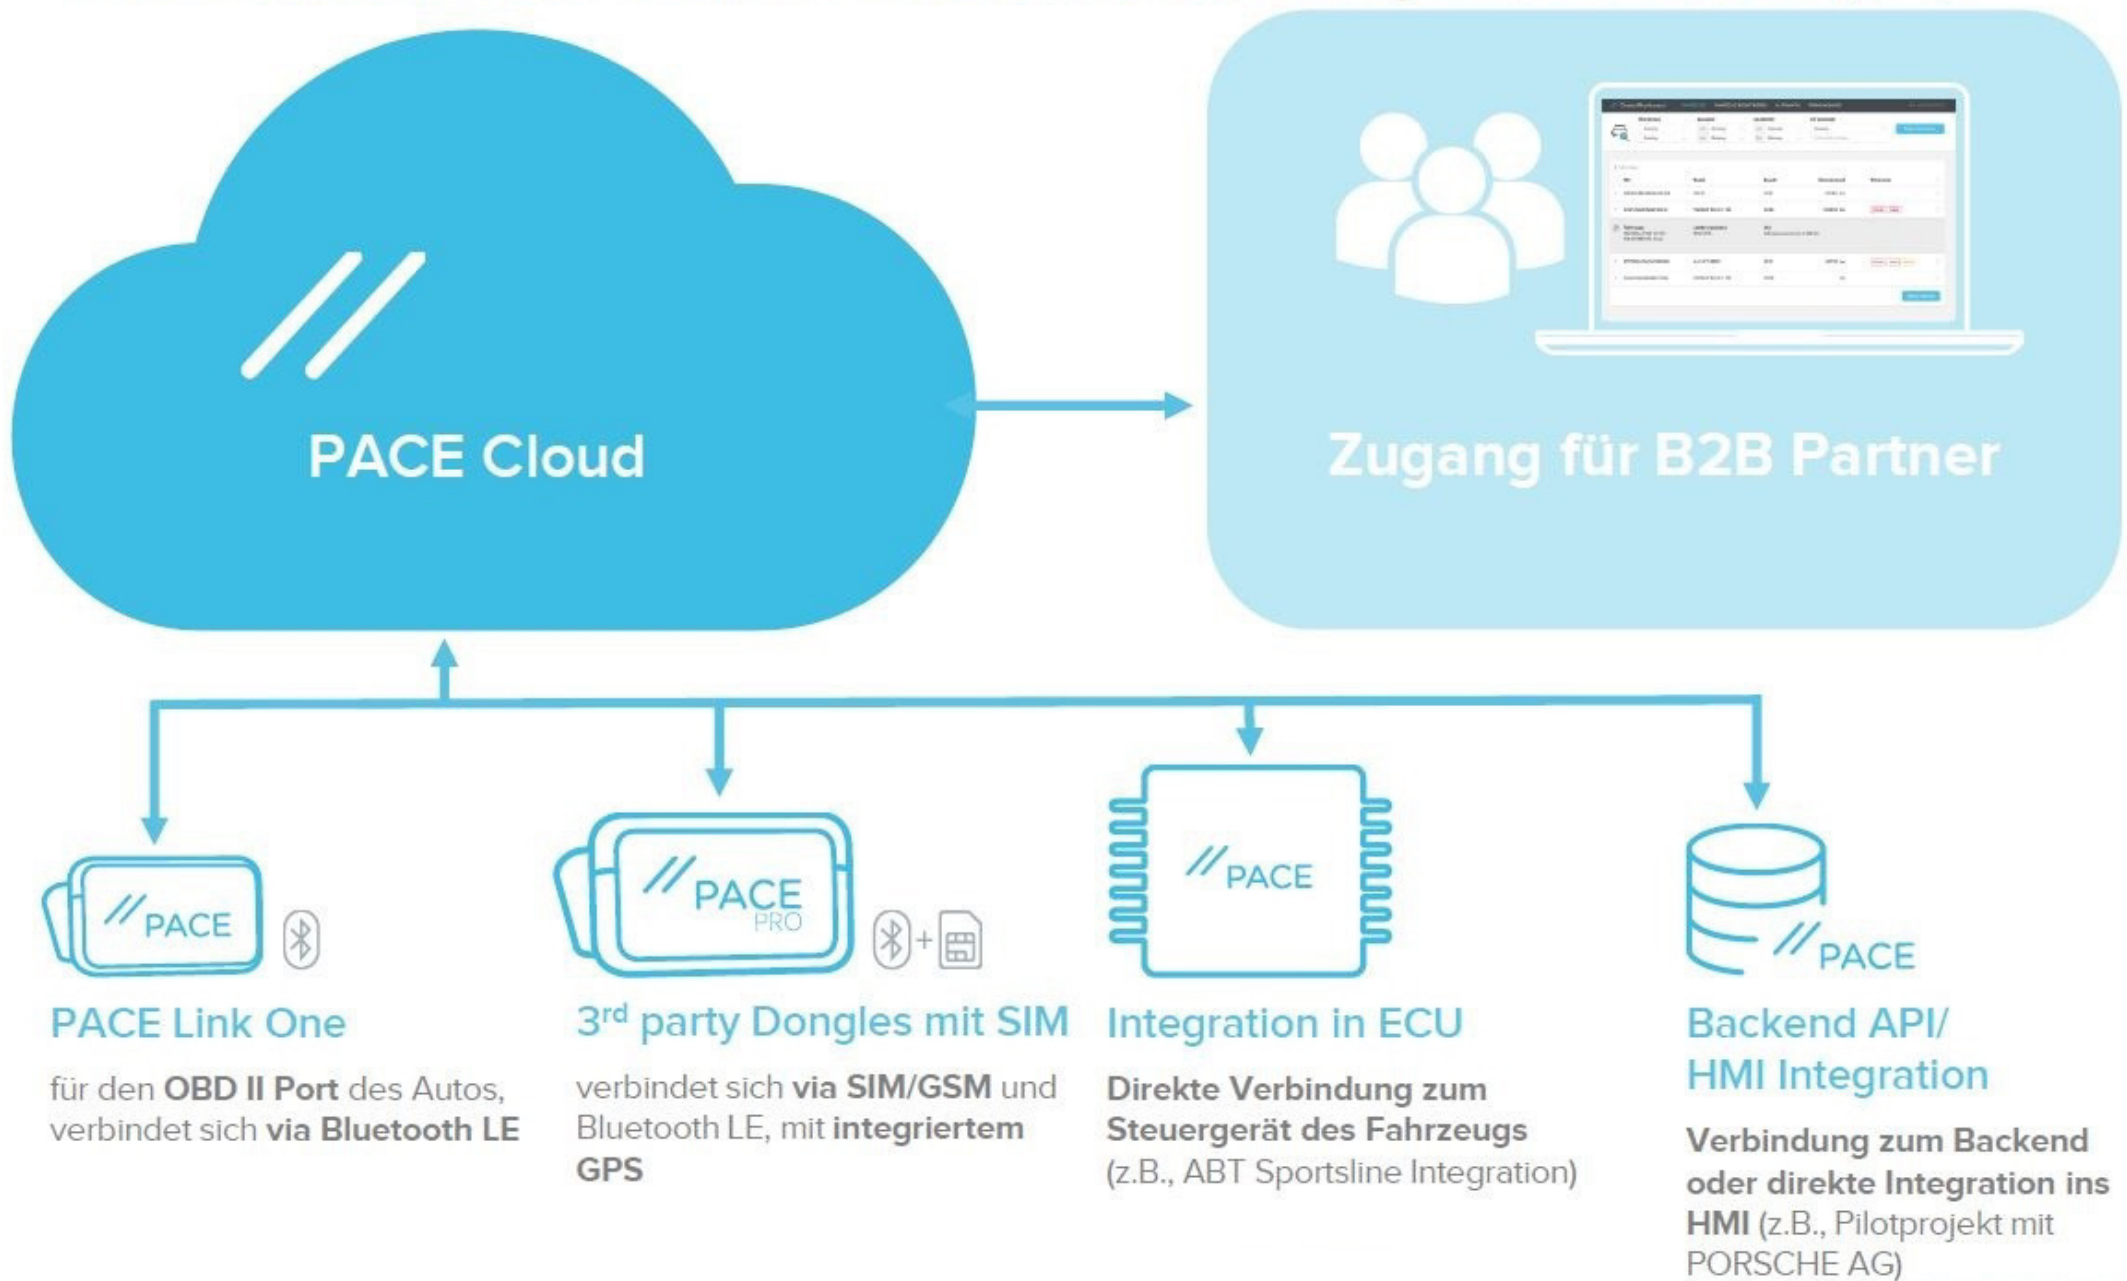 PACE Cloud
Zugang für B2B Partner
PACE
PACE
PRO
PACE
PACE
PACE Link One
für den OBD II Port des Autos,
verbindet sich via Bluetooth LE
3rd party Dongles mit SIM
verbindet sich via SIM/GSM und
Bluetooth LE, mit integriertem
GPS
Integration in ECU
Direkte Verbindung zum
Steuergerät des Fahrzeugs
(z.B., ABT Sportsline Integration)
Backend API/
HMI Integration
Verbindung zum Backend
oder direkte Integration ins
HMI (z.B., Pilotprojekt mit
PORSCHE AG)